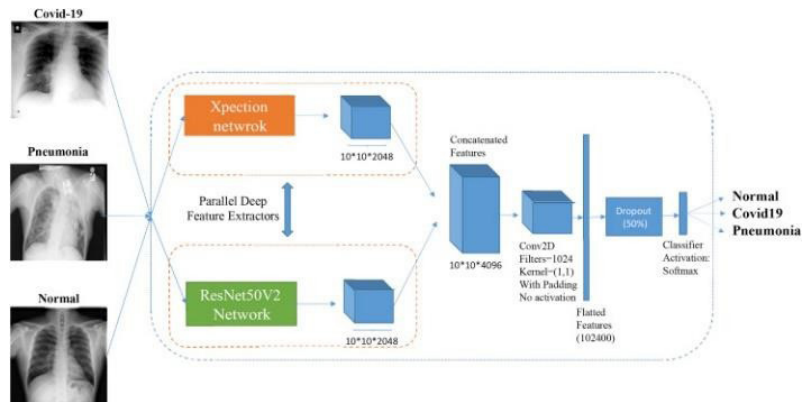 Covid-19
Pneumonia
Normal
Xpection
netwrok
10*10*2048
Parallel Deep
Feature Extractors
ResNet50V2
Network
10*10*2048
Concatenated
Features
10*10*4096
Conv2D
Filters=1024
Kernel=(1,1)
With Padding
No activation
Flatted
Features
(102400)
Dropout
(50%)
Classifier
Activation:
Softmax
Normal
Covid19
Pneumonia